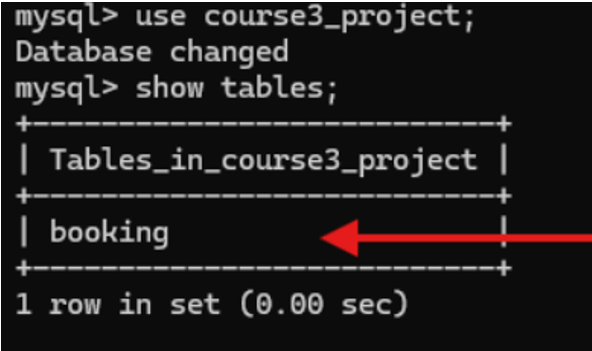 mysql> use course3_project;
Database changed
mysql> show tables;
+---------------------------+
| Tables_in_course3_project |
+---------------------------+
| booking                   |
+---------------------------+
1 row in set (0.00 sec)